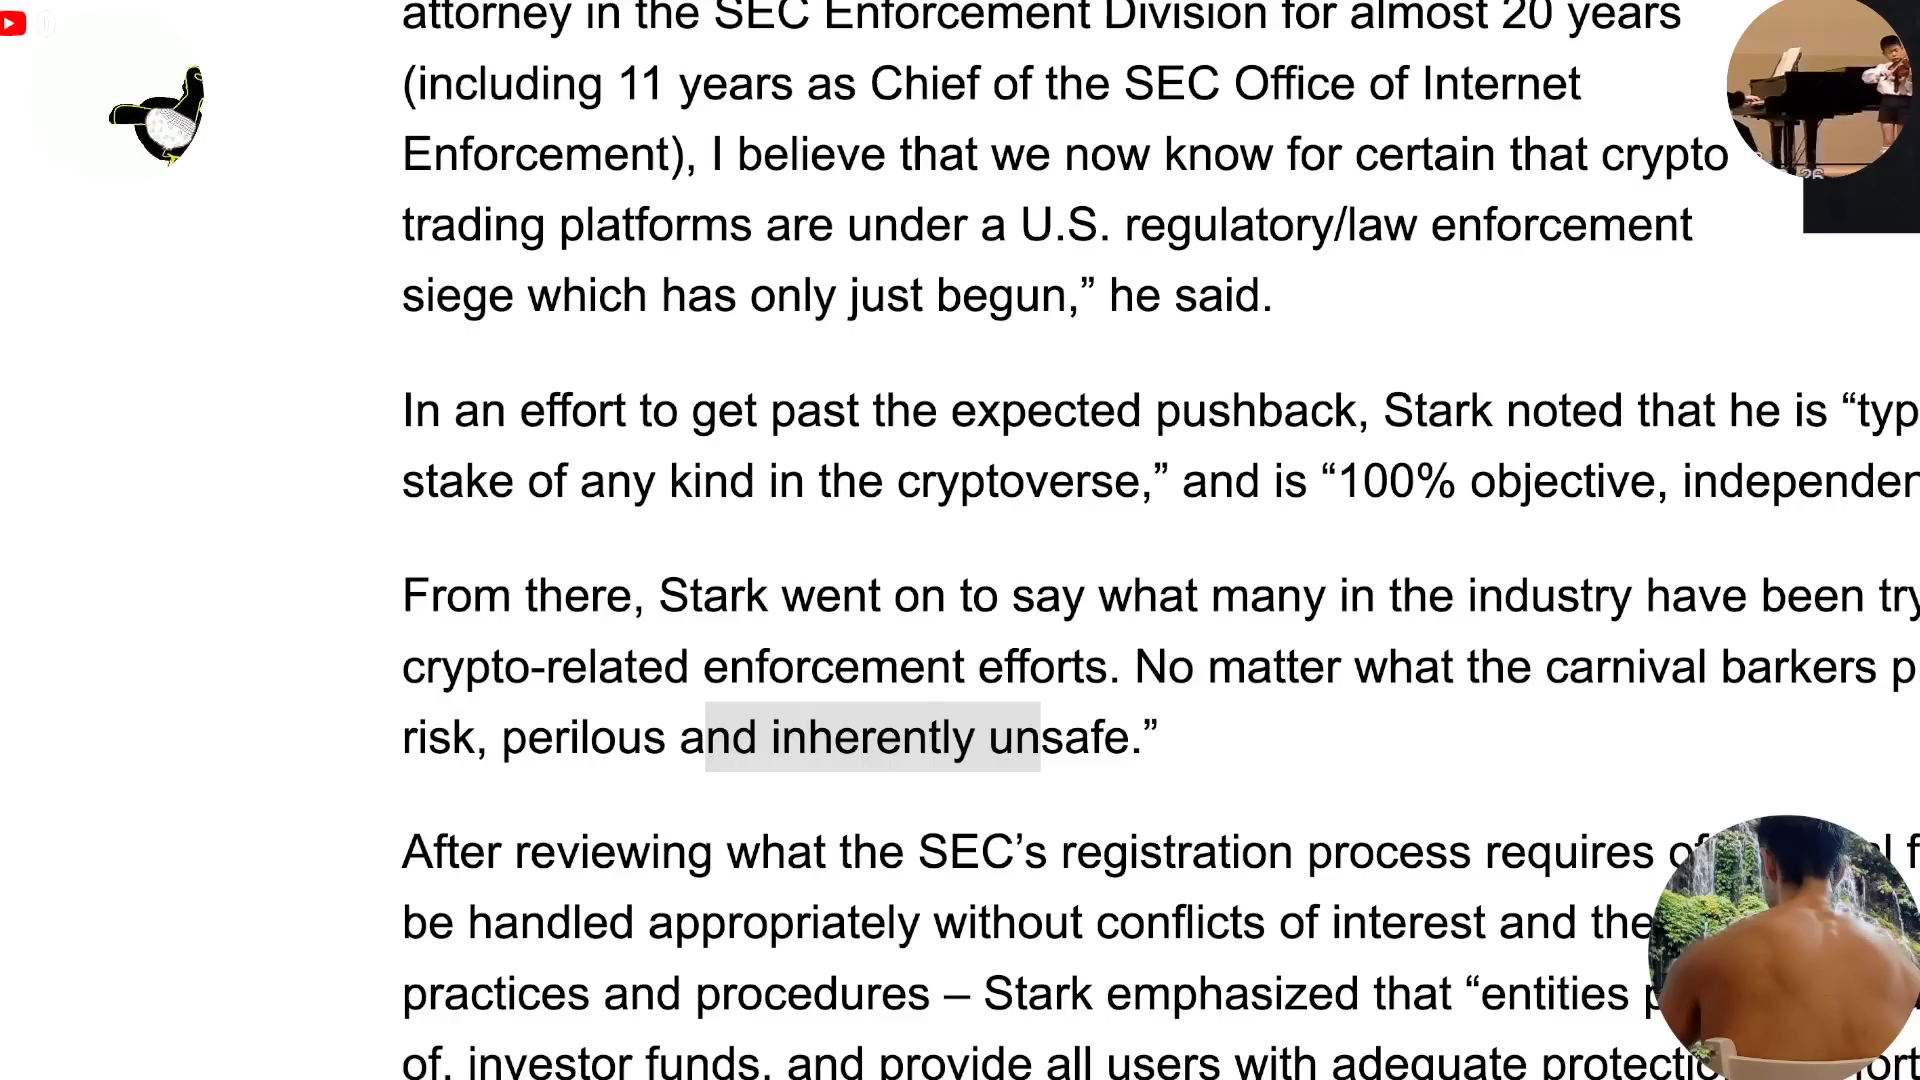 0
attorney in the SEC Enforcement Division for almost 20 years
(including 11 years as Chief of the SEC Office of Internet
Enforcement), I believe that we now know for certain that crypto
trading platforms are under a U.S. regulatory/law enforcement
siege which has only just begun,” he said.
In an effort to get past the expected pushback, Stark noted that he is “typ
stake of any kind in the cryptoverse,” and is “100% objective, independen
From there, Stark went on to say what many in the industry have been try
crypto-related enforcement efforts. No matter what the carnival barkers p
risk, perilous and inherently unsafe.”
After reviewing what the SEC’s registration process requires of
be handled appropriately without conflicts of interest and the
practices and procedures – Stark emphasized that “entities p
of, investor funds, and provide all users with adequate protecti